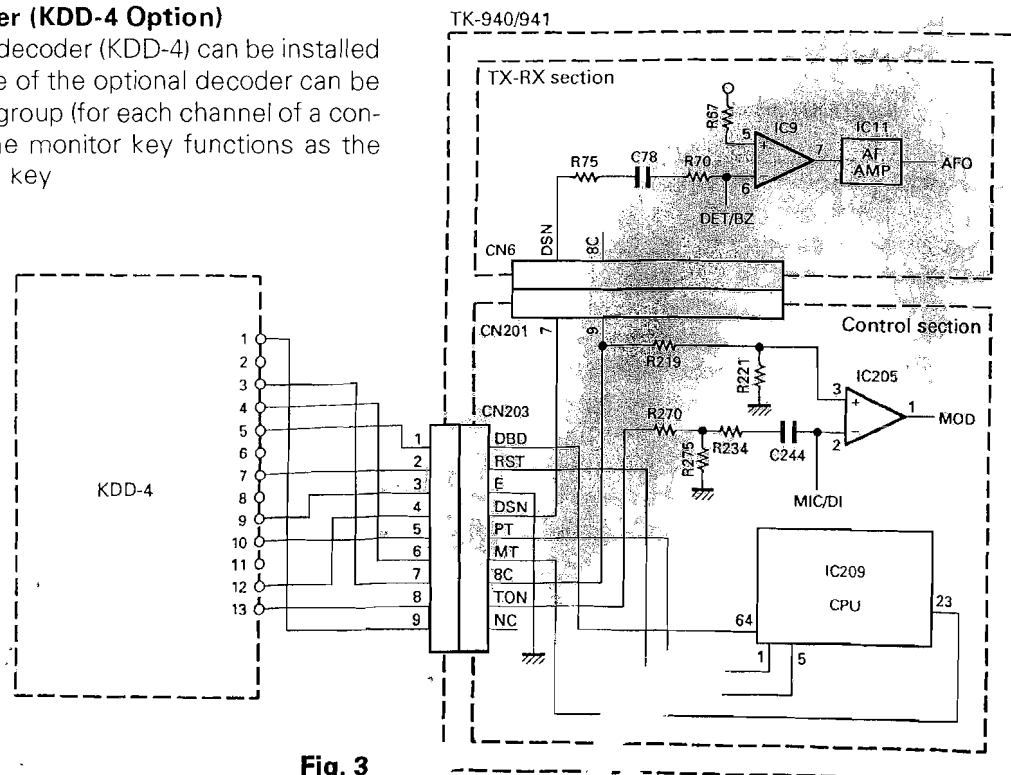 er (KDD-4 Option)
decoder (KDD-4) can be installed
e of the optional decoder can be
group (for each channel of a con-
ne monitor key functions as the
key
TK-940/941
TX-RX section
R67
IC9
IC11
5
+
7
6
AF
AMP
AFO
R75
C78
R70
DET/BZ
DSN
8C
CN6
CN201
7
9
Control section
R219
R221
IC205
3
+
1
MOD
−
2
R270
R275
R234
C244
MIC/DI
KDD-4
1
2
3
4
5
6
7
8
9
10
11
12
13
CN203
1
DBD
2
RST
3
E
4
DSN
5
PT
6
MT
7
8C
8
TON
9
NC
IC209
CPU
64
23
1
5
Fig. 3